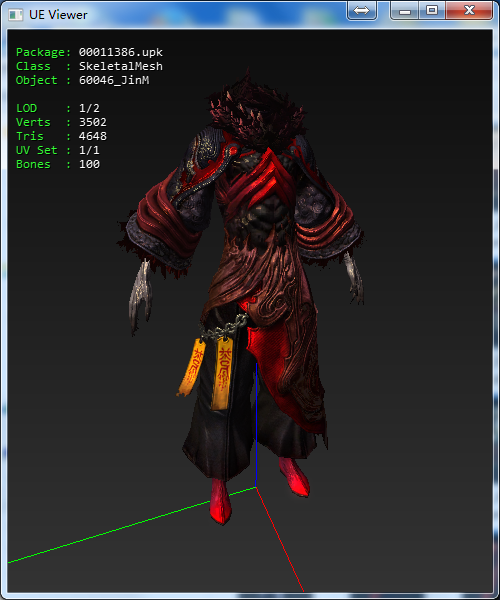 UE Viewer
Package: 00011386.upk
Class : SkeletalMesh
Object : 60046_JinM
LOD : 1/2
Verts : 3502
Tris : 4648
UV Set : 1/1
Bones : 100